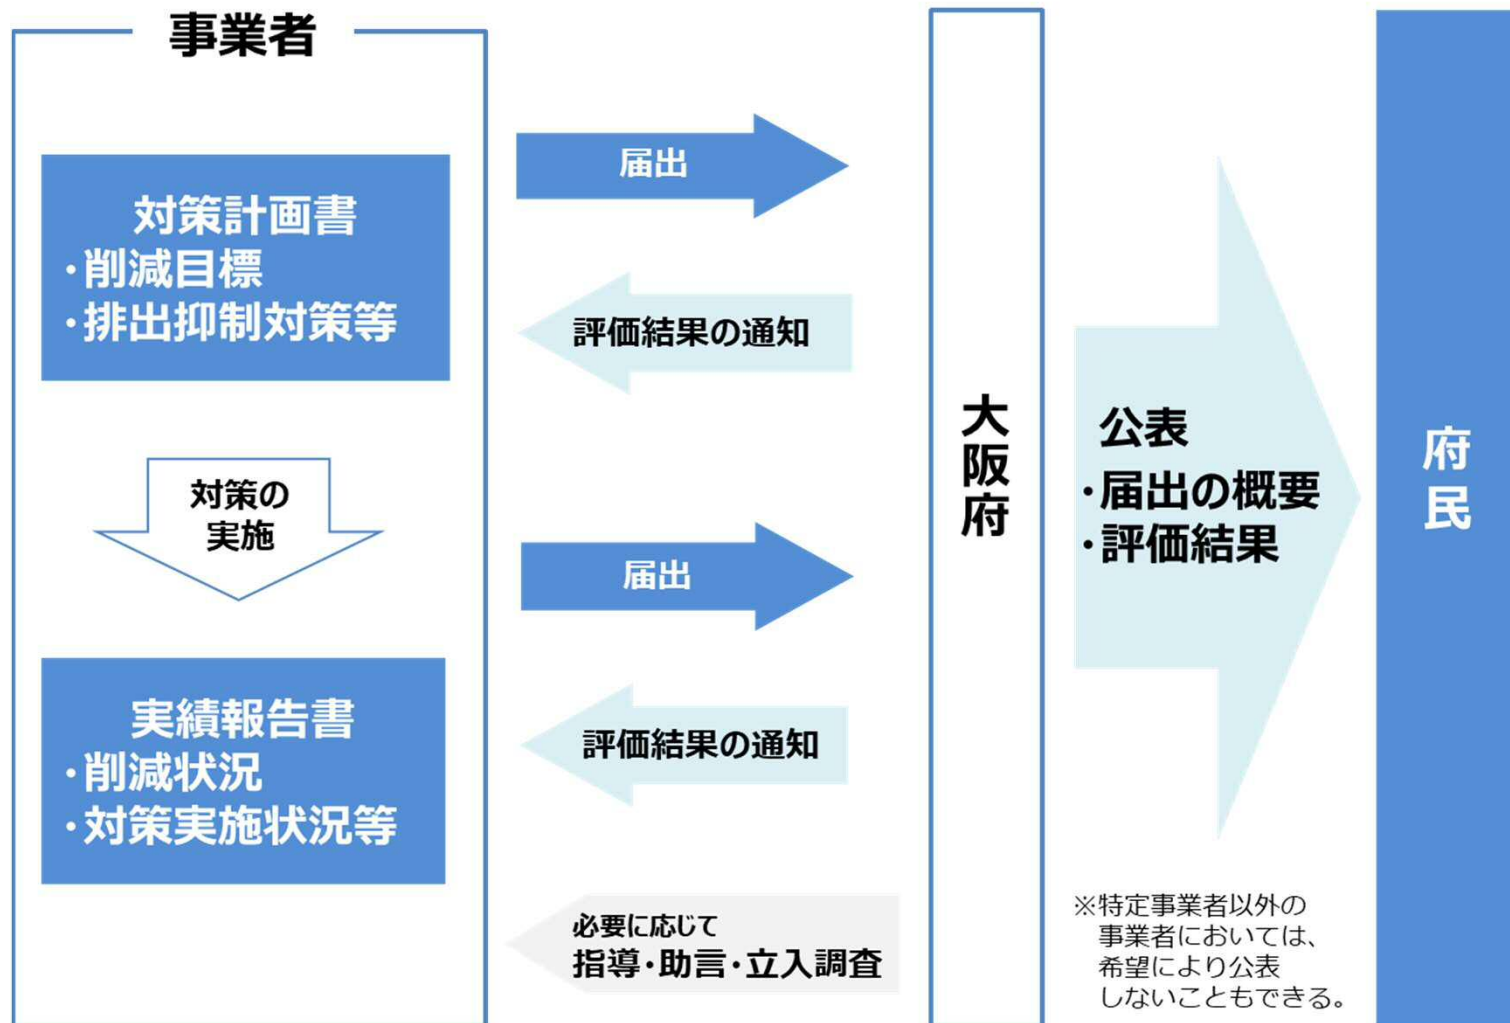 事業者
対策計画書
・削減目標
・排出抑制対策等
対策の
実施
実績報告書
・削減状況
・対策実施状況等
届出
評価結果の通知
届出
評価結果の通知
必要に応じて
指導・助言・立入調査
大阪府
公表
・届出の概要
・評価結果
※特定事業者以外の
事業者においては、
希望により公表
しないこともできる。
府民